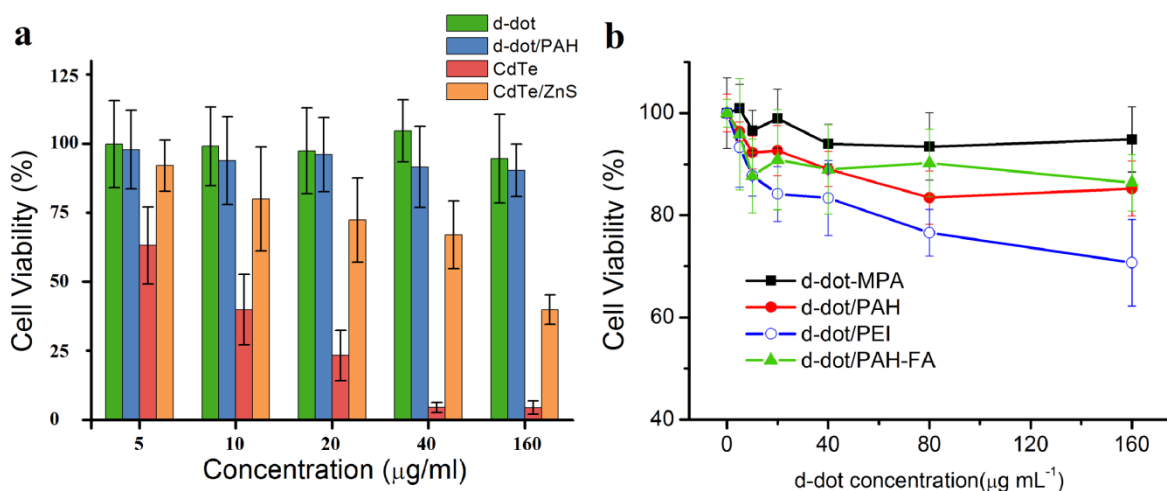 a
d-dot
d-dot/PAH
CdTe
CdTe/ZnS
Cell Viability (%)
125
100
75
50
25
0
5 10 20 40 160
Concentration (μg/ml)
b
Cell Viability (%)
100
80
60
40
d-dot-MPA
d-dot/PAH
d-dot/PEI
d-dot/PAH-FA
0 40 80 120 160
d-dot concentration(μg mL⁻¹)